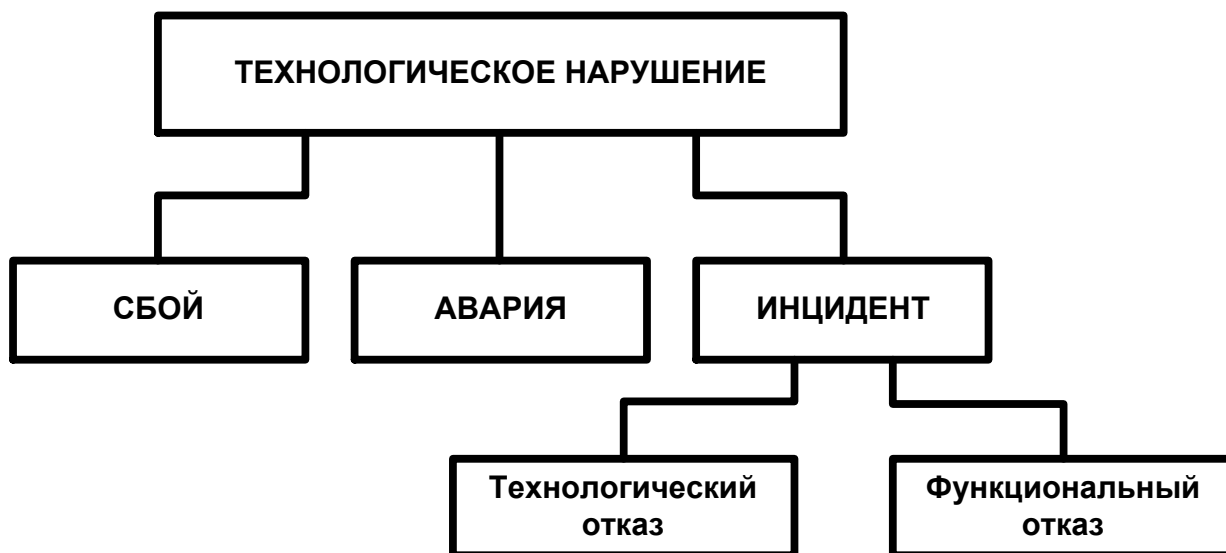 ТЕХНОЛОГИЧЕСКОЕ НАРУШЕНИЕ
СБОЙ
АВАРИЯ
ИНЦИДЕНТ
Технологический
отказ
Функциональный
отказ